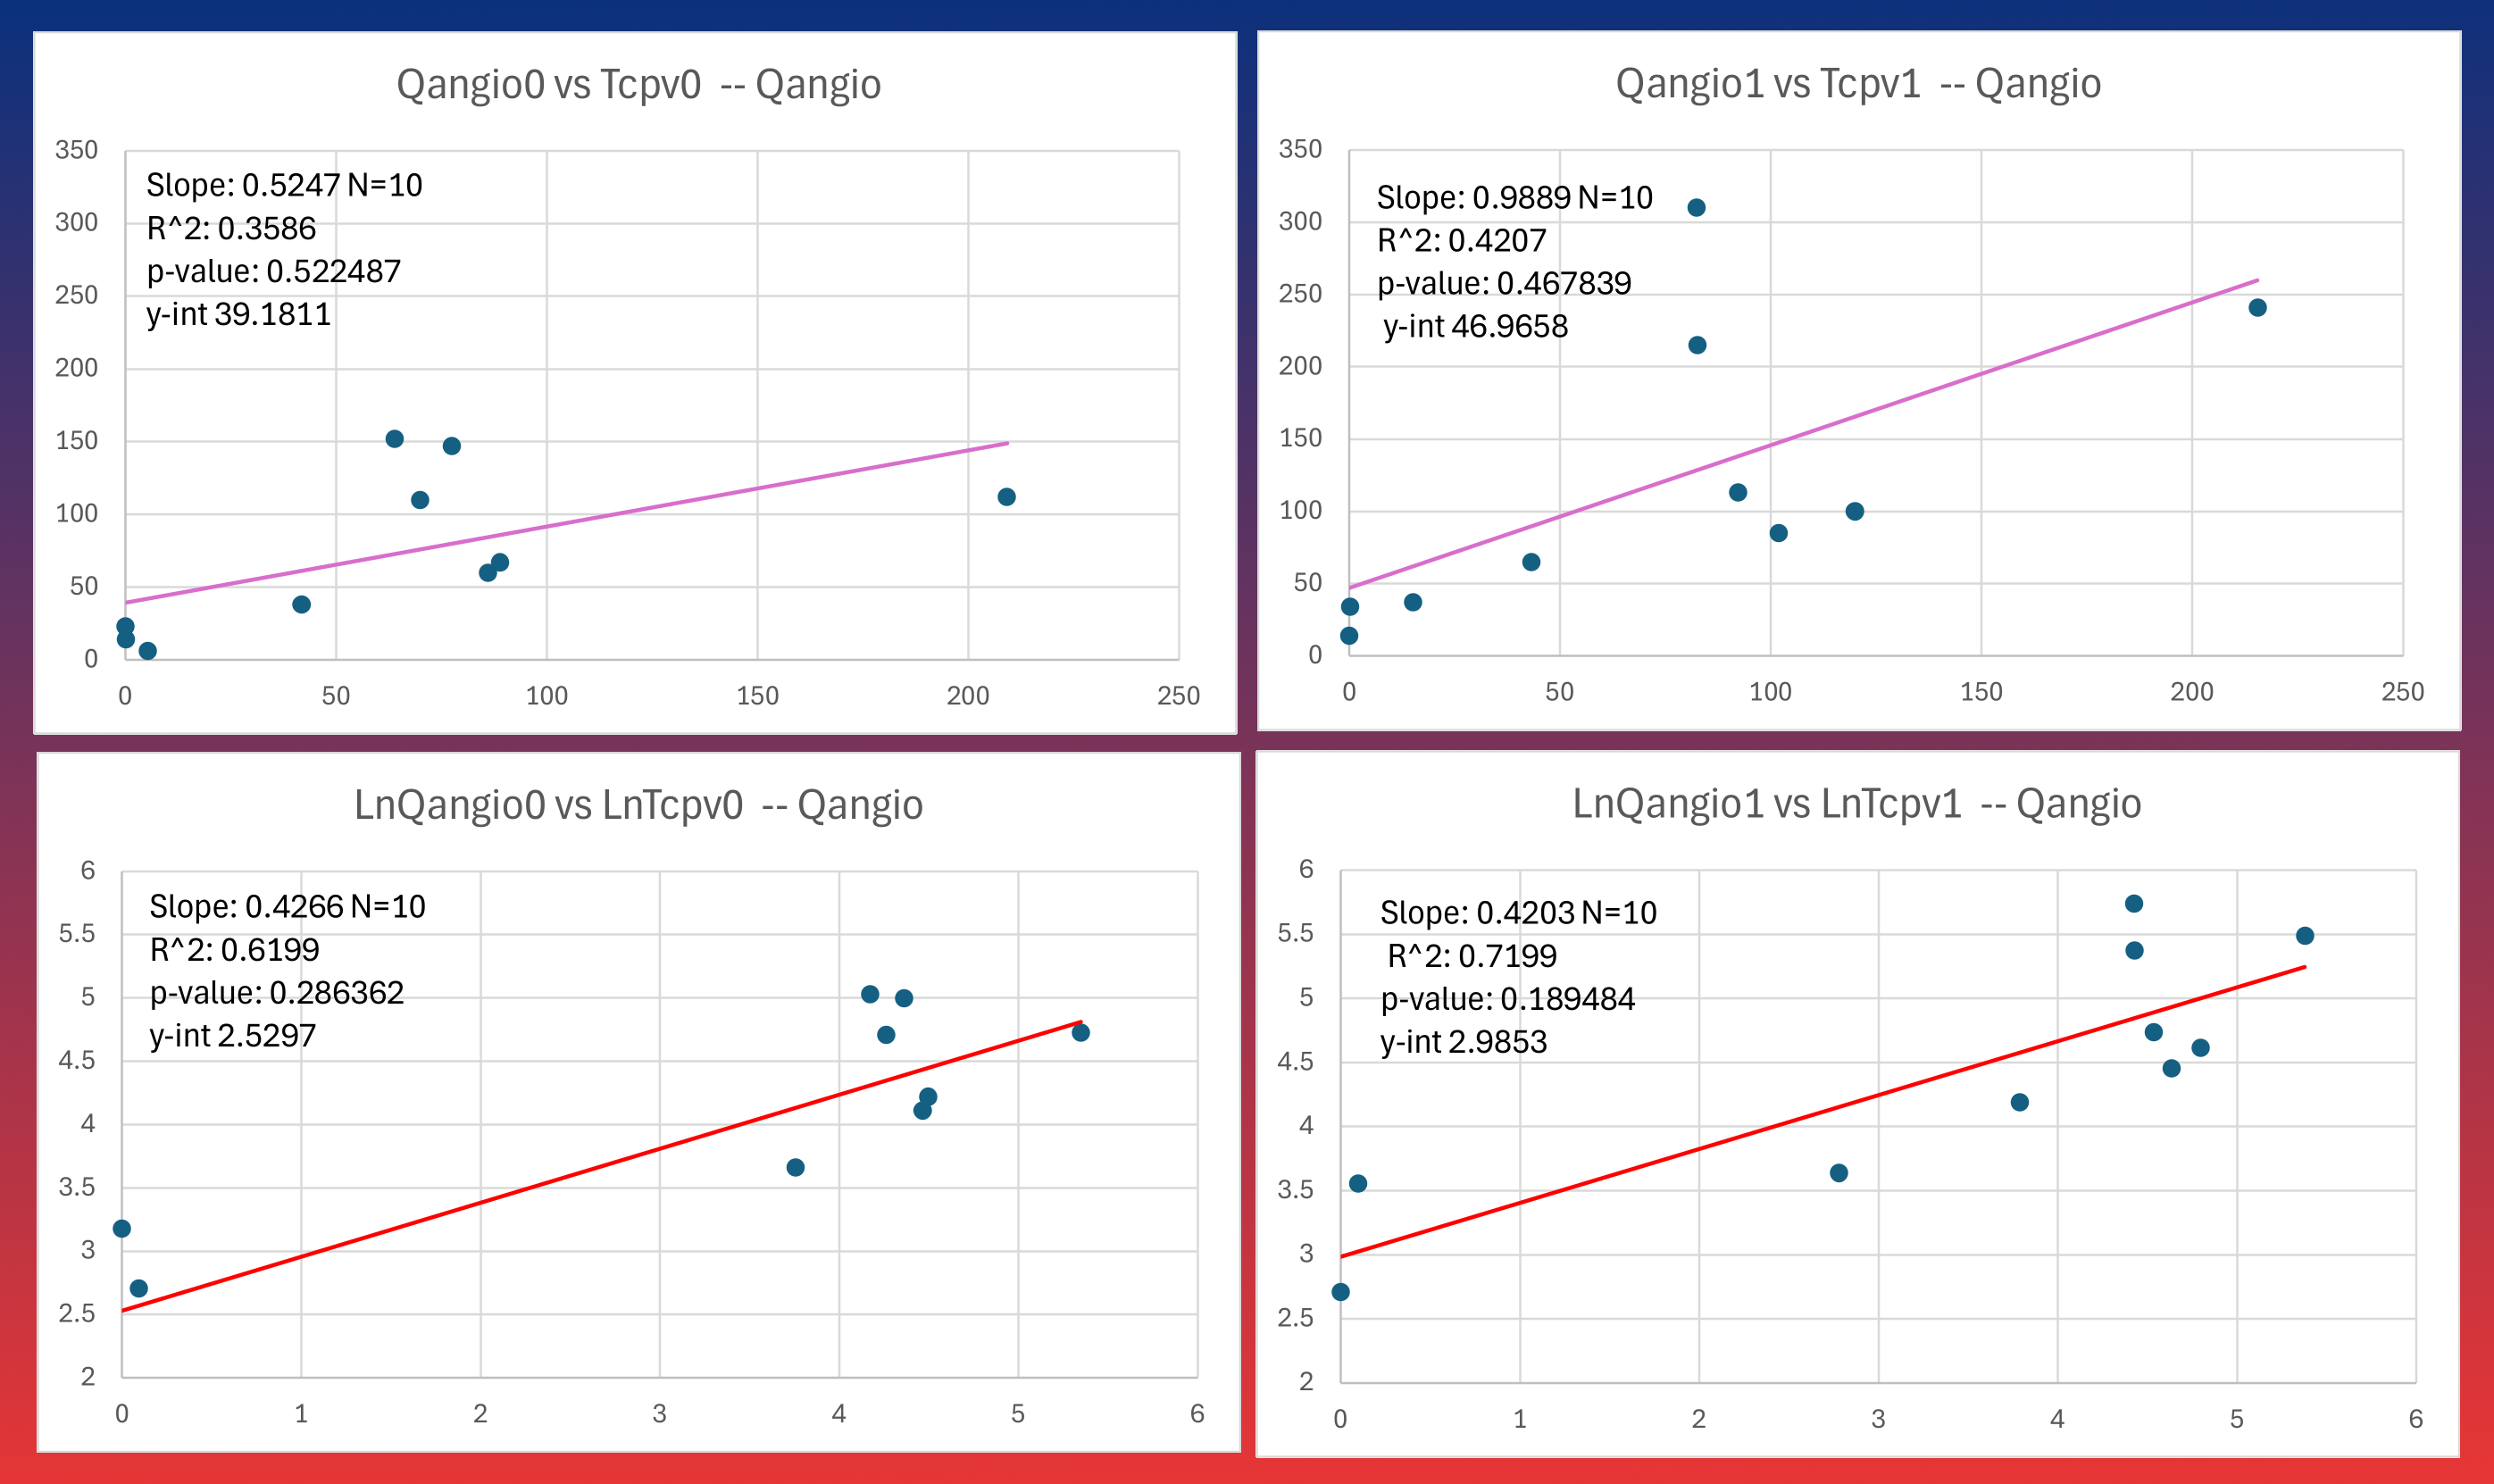 Qangio0 vs Tcpv0 -- Qangio
350
300
250
200
150
100
50
0
Slope: 0.5247 N=10
R^2: 0.3586
p-value: 0.522487
y-int 39.1811
0 50 100 150 200 250
Qangio1 vs Tcpv1 -- Qangio
350
300
250
200
150
100
50
0
Slope: 0.9889 N=10
R^2: 0.4207
p-value: 0.467839
y-int 46.9658
0 50 100 150 200 250
LnQangio0 vs LnTcpv0 -- Qangio
6
5.5
5
4.5
4
3.5
3
2.5
2
Slope: 0.4266 N=10
R^2: 0.6199
p-value: 0.286362
y-int 2.5297
0 1 2 3 4 5 6
LnQangio1 vs LnTcpv1 -- Qangio
6
5.5
5
4.5
4
3.5
3
2.5
2
Slope: 0.4203 N=10
R^2: 0.7199
p-value: 0.189484
y-int 2.9853
0 1 2 3 4 5 6